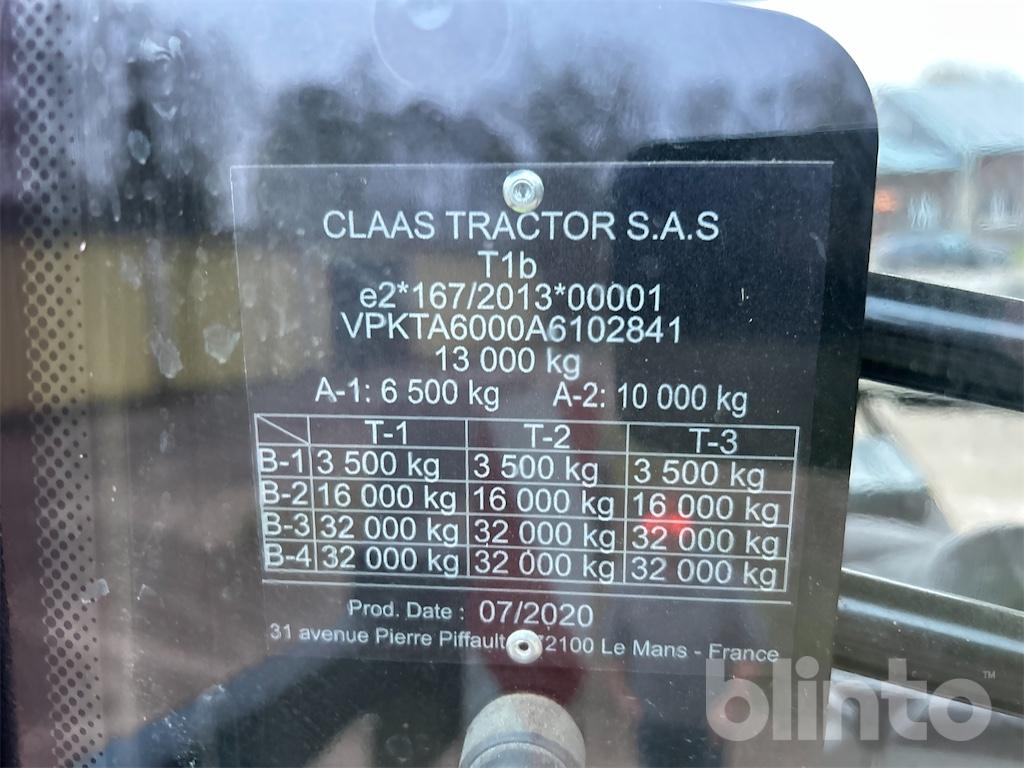 CLAAS TRACTOR S.A.S
T1b
e2*167/2013*00001
VPKTA6000A6102841
13 000 kg
A-1: 6 500 kg A-2: 10 000 kg
T-1 T-2 T-3
B-1 3 500 kg 3 500 kg 3 500 kg
B-2 16 000 kg 16 000 kg 16 000 kg
B-3 32 000 kg 32 000 kg 32 000 kg
B-4 32 000 kg 32 000 kg 32 000 kg
Prod. Date : 07/2020
31 avenue Pierre Piffault 2100 Le Mans - France
blinto™